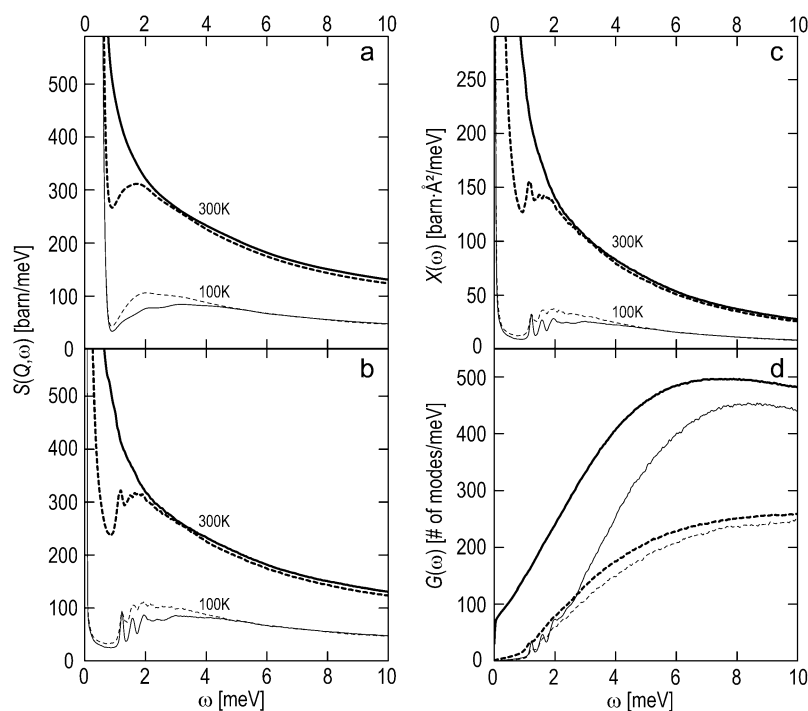 0 2 4 6 8 10
0 2 4 6 8 10
a
500
400
300
200
100
0
300K
100K
c
250
200
150
100
50
0
300K
100K
S(Q,ω) [barn/meV]
X(ω) [barn·Å²/meV]
b
500
400
300
200
100
0
300K
100K
d
500
400
300
250
200
100
0
G(ω) [# of modes/meV]
0 2 4 6 8 10
0 2 4 6 8 10
ω [meV]
ω [meV]